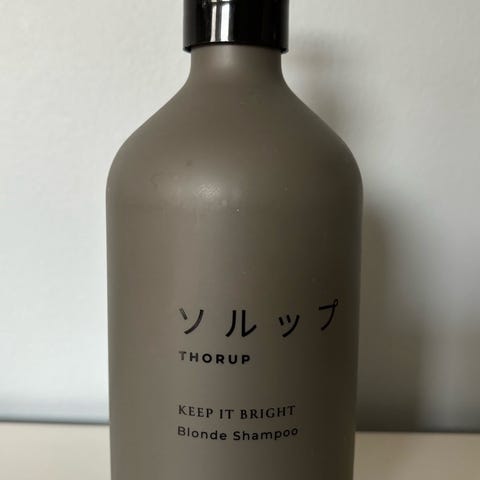 ソルップ
THORUP
KEEP IT BRIGHT
Blonde Shampoo